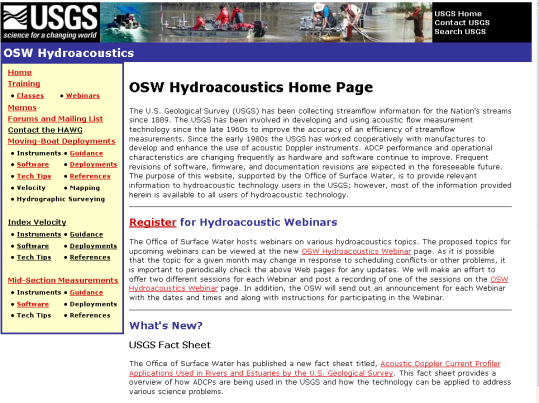 USGS
science for a changing world
USGS Home
Contact USGS
Search USGS
OSW Hydroacoustics
Home
Training
• Classes • Webinars
Memos
Forums and Mailing List
Contact the HAWG
Moving-Boat Deployments
• Instruments • Guidance
• Software • Deployments
• Tech Tips • References
• Velocity • Mapping
• Hydrographic Surveying
Index Velocity
• Instruments • Guidance
• Software • Deployments
• Tech Tips • References
Mid-Section Measurements
• Instruments • Guidance
• Software • Deployments
• Tech Tips • References
OSW Hydroacoustics Home Page
The U.S. Geological Survey (USGS) has been collecting streamflow information for the Nation's streams
since 1889. The USGS has been involved in developing and using acoustic flow measurement
technology since the late 1960s to improve the accuracy of an efficiency of streamflow
measurements. Since the early 1980s the USGS has worked cooperatively with manufactures to
develop and enhance the use of acoustic Doppler instruments. ADCP performance and operational
characteristics are changing frequently as hardware and software continue to improve. Frequent
revisions of software, firmware, and documentation revisions are expected in the foreseeable future.
The purpose of this website, supported by the Office of Surface Water, is to provide relevant
information to hydroacoustic technology users in the USGS; however, most of the information provided
herein is available to all users of hydroacoustic technology.
Register for Hydroacoustic Webinars
The Office of Surface Water hosts webinars on various hydroacoustics topics. The proposed topics for
upcoming webinars can be viewed at the new OSW Hydroacoustics Webinar page. As it is possible
that the topic for a given month may change in response to scheduling conflicts or other problems, it
is important to periodically check the above Web pages for any updates. We will make an effort to
offer two different sessions for each Webinar and post a recording of one of the sessions on the OSW
Hydroacoustics Webinar page. In addition, the OSW will send out an announcement for each Webinar
with the dates and times and along with instructions for participating in the Webinar.
What's New?
USGS Fact Sheet
The Office of Surface Water has published a new fact sheet titled, Acoustic Doppler Current Profiler
Applications Used in Rivers and Estuaries by the U.S. Geological Survey. This fact sheet provides a
overview of how ADCPs are being used in the USGS and how the technology can be applied to address
various science problems.